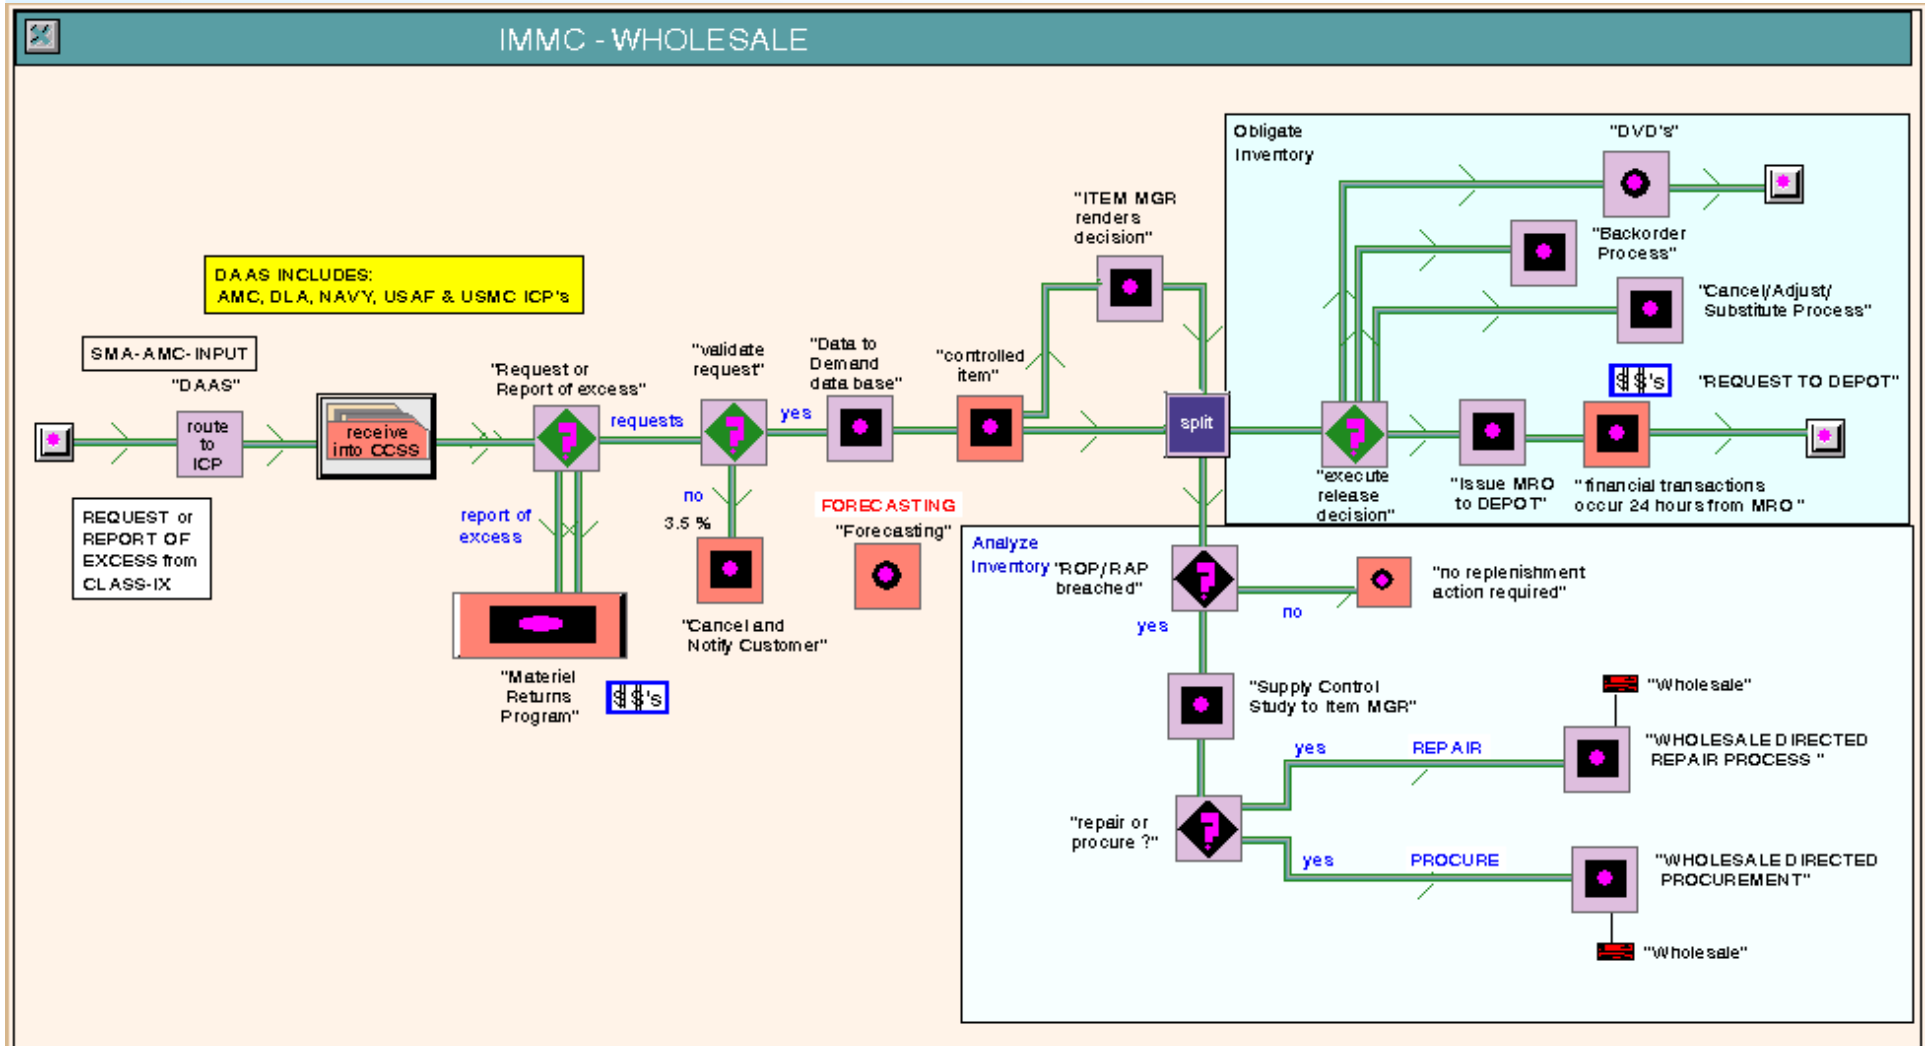 IMMC - WHOLESALE
DAAS INCLUDES:
AMC, DLA, NAVY, USAF & USMC ICP's
SMA-AMC-INPUT
"DAAS"
route
to
ICP
REQUEST or
REPORT OF
EXCESS from
CLASS-IX
receive
into CCSS
"Request or
Report of excess"
requests
report of
excess
"Materiel
Returns
Program"
$ $'s
"validate
request"
yes
no
3.5 %
"Cancel and
Notify Customer"
"Data to
Demand
data base"
FORECASTING
"Forecasting"
"controlled
item"
"ITEM MGR
renders
decision"
split
Obligate
Inventory
"DVD's"
"Backorder
Process"
"Cancel/Adjust/
Substitute Process"
$ $'s
"REQUEST TO DEPOT"
"execute
release
decision"
"Issue MRO
to DEPOT"
"financial transactions
occur 24 hours from MRO "
Analyze
Inventory
"ROP/RAP
breached"
no
"no replenishment
action required"
yes
"Supply Control
Study to Item MGR"
"repair or
procure ?"
yes
REPAIR
"Wholesale"
"WHOLESALE DIRECTED
REPAIR PROCESS "
yes
PROCURE
"WHOLESALE DIRECTED
PROCUREMENT"
"Wholesale"